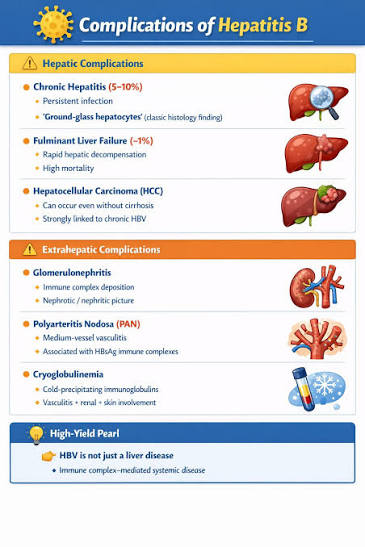 Complications of Hepatitis B
Hepatic Complications
Chronic Hepatitis (5–10%)
Persistent infection
'Ground-glass hepatocytes' (classic histology finding)
Fulminant Liver Failure (~1%)
Rapid hepatic decompensation
High mortality
Hepatocellular Carcinoma (HCC)
Can occur even without cirrhosis
Strongly linked to chronic HBV
Extrahepatic Complications
Glomerulonephritis
Immune complex deposition
Nephrotic / nephritic picture
Polyarteritis Nodosa (PAN)
Medium-vessel vasculitis
Associated with HBsAg immune complexes
Cryoglobulinemia
Cold-precipitating immunoglobulins
Vasculitis + renal + skin involvement
High-Yield Pearl
HBV is not just a liver disease
Immune complex–mediated systemic disease